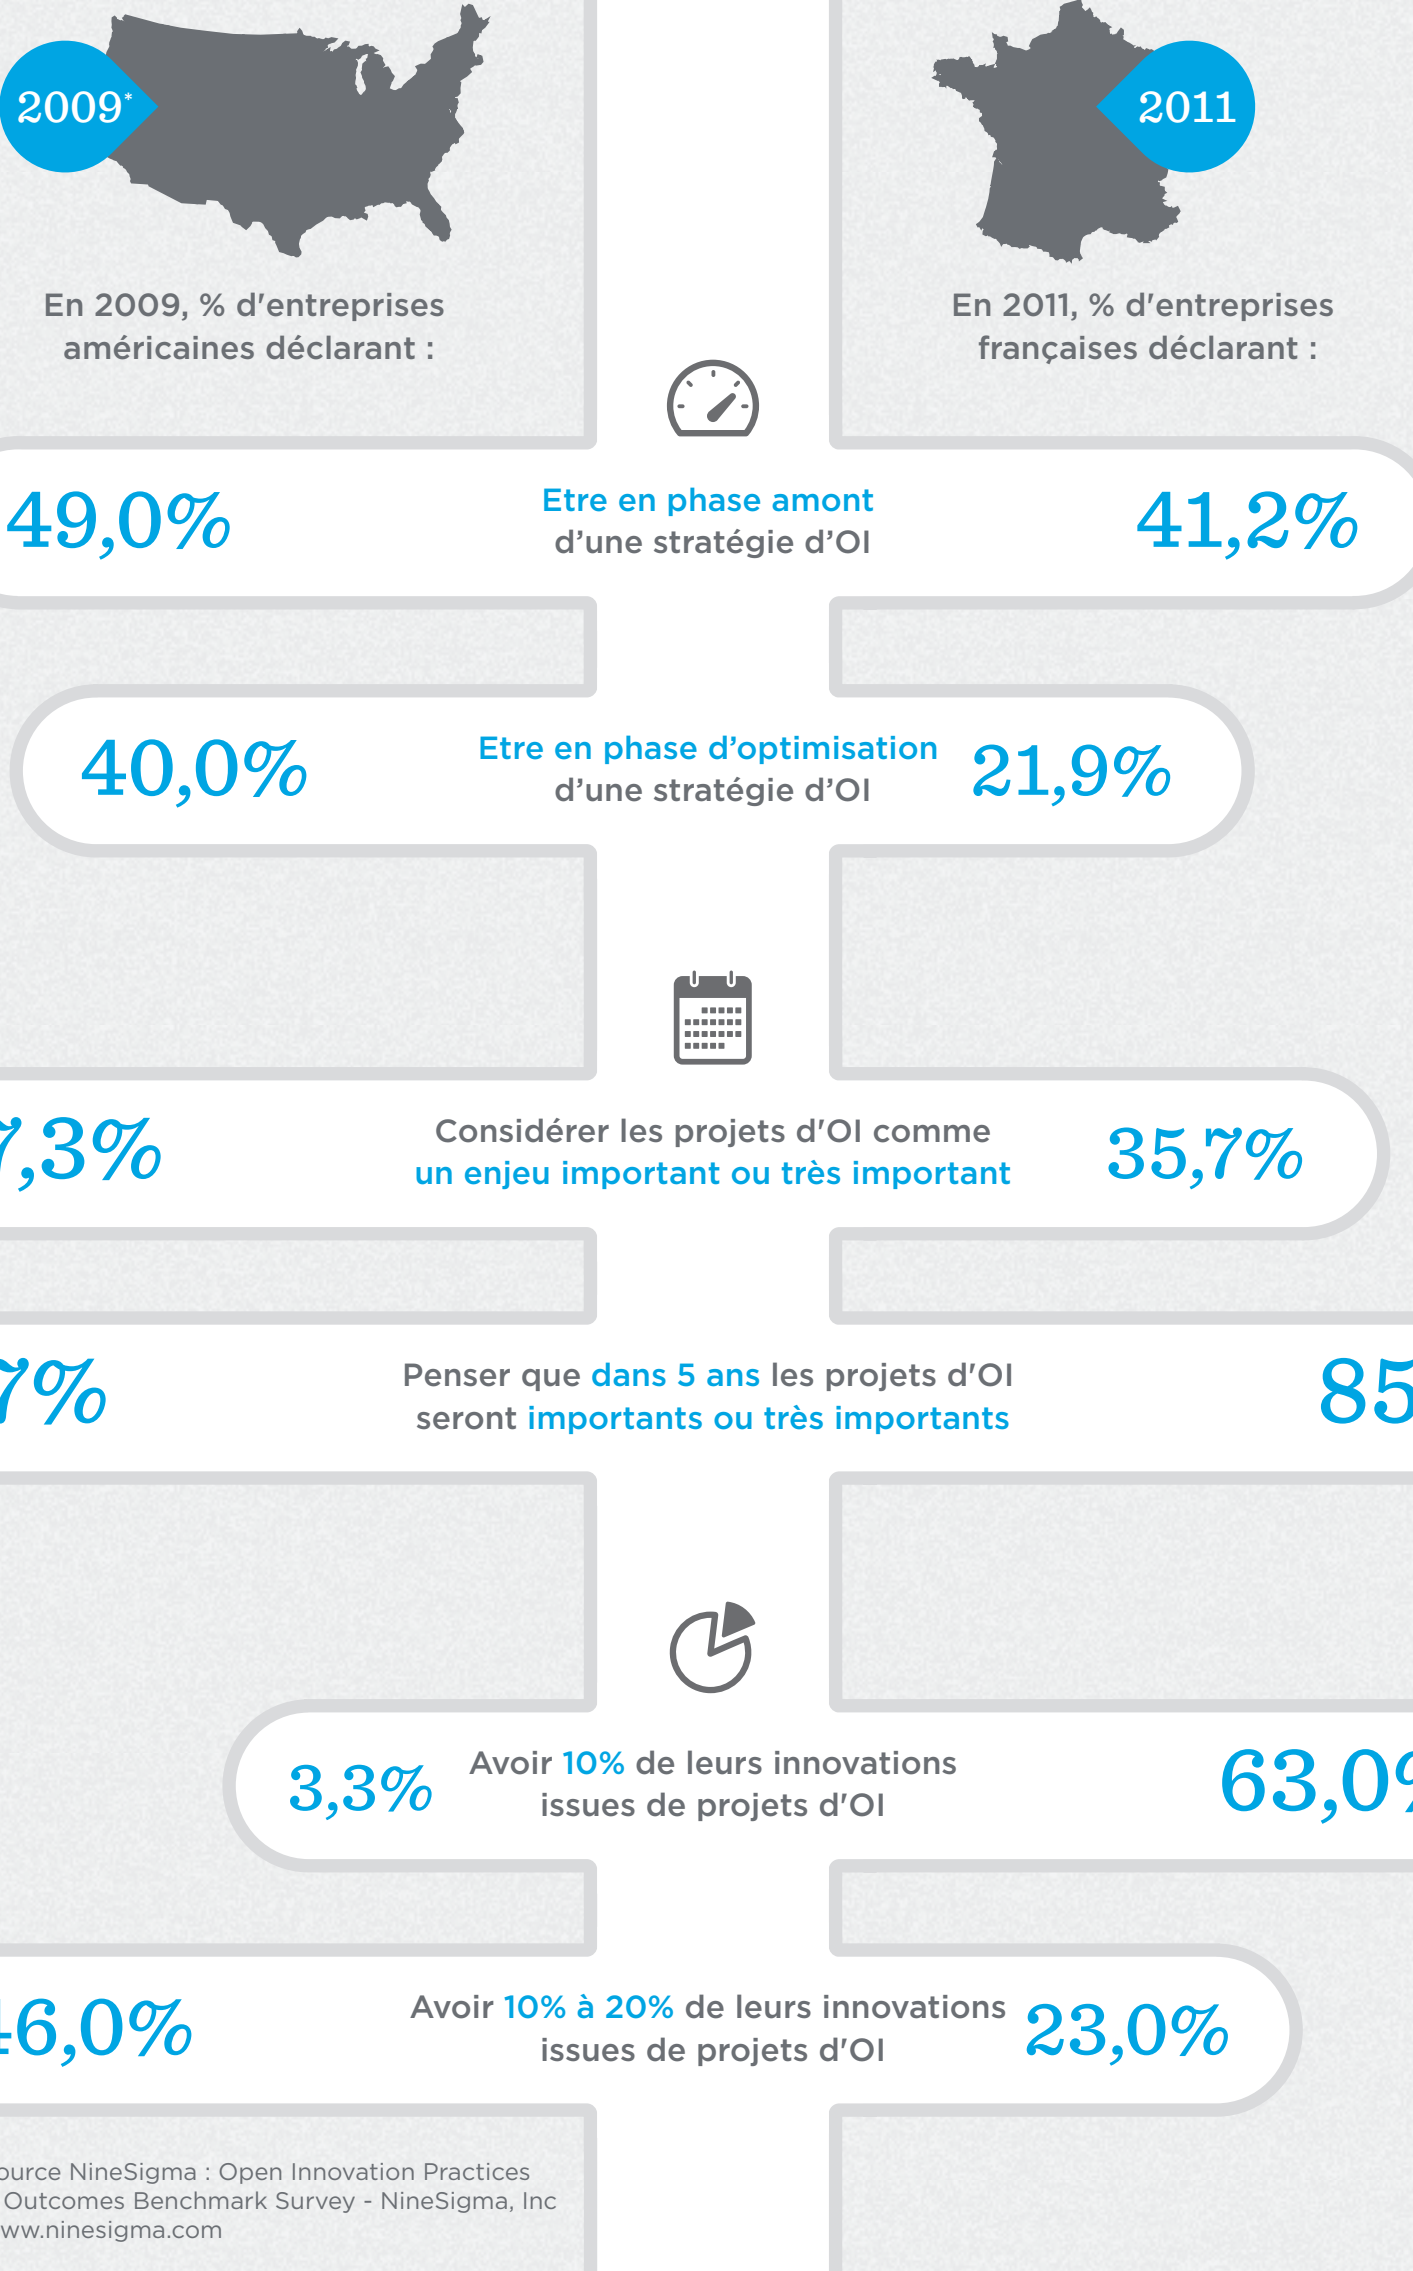 2009*
2011
En 2009, % d'entreprises
américaines déclarant :
En 2011, % d'entreprises
françaises déclarant :
49,0%
Etre en phase amont
d’une stratégie d’OI
41,2%
40,0%
Etre en phase d’optimisation
d’une stratégie d’OI
21,9%
7,3%
Considérer les projets d'OI comme
un enjeu important ou très important
35,7%
7%
Penser que dans 5 ans les projets d'OI
seront importants ou très importants
85
3,3%
Avoir 10% de leurs innovations
issues de projets d'OI
63,0%
6,0%
Avoir 10% à 20% de leurs innovations
issues de projets d'OI
23,0%
NineSigma : Open Innovation Practices
Outcomes Benchmark Survey - NineSigma, Inc
ww.ninesigma.com